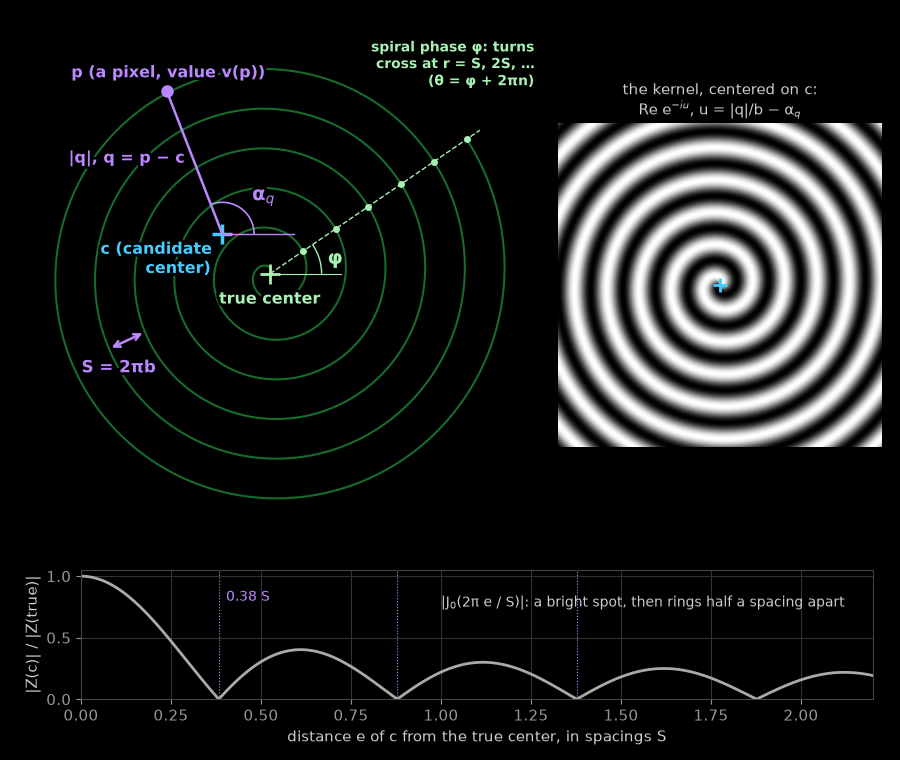 spiral phase φ: turns
cross at r = S, 2S, ...
(θ = φ + 2πn)
p (a pixel, value v(p))
|q|, q = p − c
α_q
c (candidate
center)
φ
true center
S = 2πb
the kernel, centered on c:
Re e^{−iu}, u = |q|/b − α_q
|Z(c)| / |Z(true)|
1.0
0.5
0.0
0.38 S
|J₀(2π e / S)|: a bright spot, then rings half a spacing apart
0.00 0.25 0.50 0.75 1.00 1.25 1.50 1.75 2.00
distance e of c from the true center, in spacings S